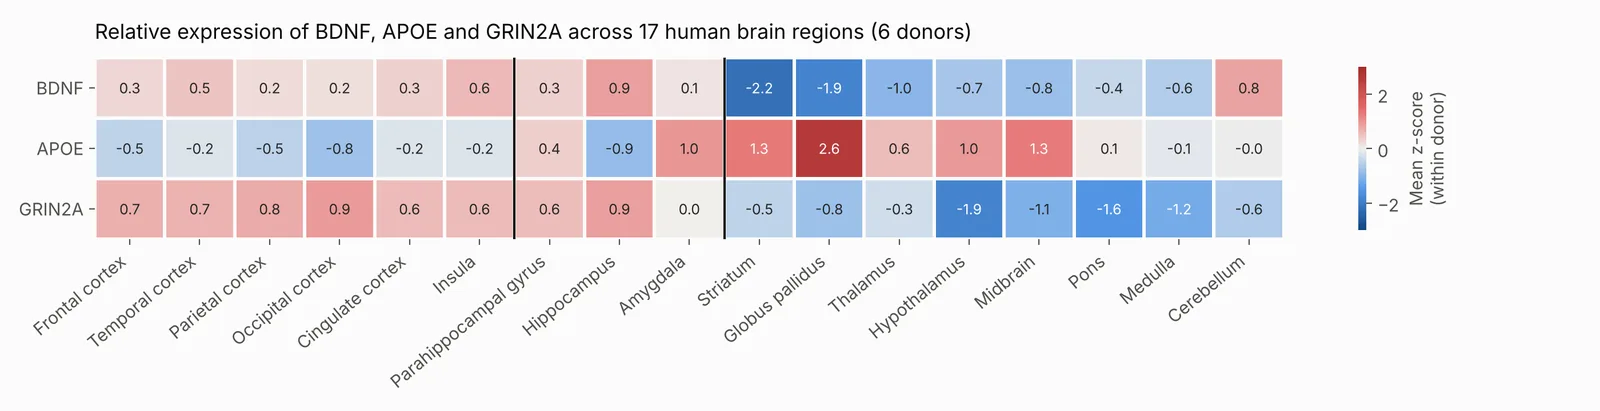 Relative expression of BDNF, APOE and GRIN2A across 17 human brain regions (6 donors)
BDNF 0.3 0.5 0.2 0.2 0.3 0.6 0.3 0.9 0.1 -2.2 -1.9 -1.0 -0.7 -0.8 -0.4 -0.6 0.8
APOE -0.5 -0.2 -0.5 -0.8 -0.2 -0.2 0.4 -0.9 1.0 1.3 2.6 0.6 1.0 1.3 0.1 -0.1 -0.0
GRIN2A 0.7 0.7 0.8 0.9 0.6 0.6 0.6 0.9 0.0 -0.5 -0.8 -0.3 -1.9 -1.1 -1.6 -1.2 -0.6
Frontal cortex
Temporal cortex
Parietal cortex
Occipital cortex
Cingulate cortex
Insula
Parahippocampal gyrus
Hippocampus
Amygdala
Striatum
Globus pallidus
Thalamus
Hypothalamus
Midbrain
Pons
Medulla
Cerebellum
2
0
−2
Mean z-score
(within donor)